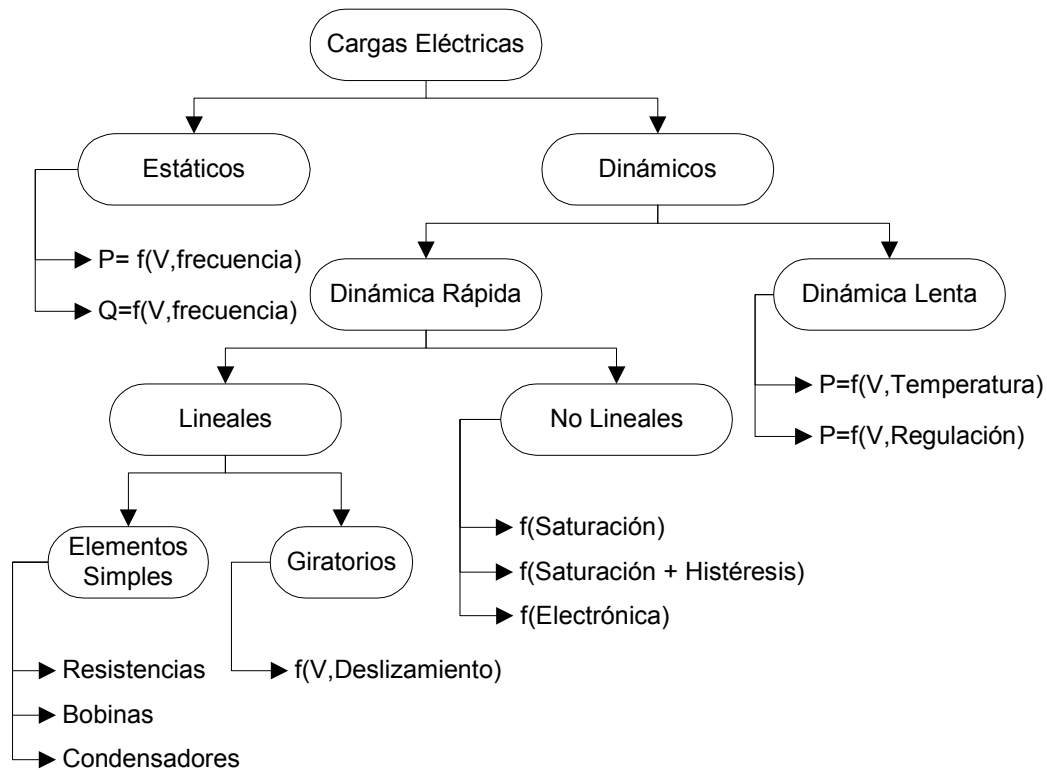 Cargas Eléctricas
Estáticos
Dinámicos
P= f(V,frecuencia)
Q=f(V,frecuencia)
Dinámica Rápida
Dinámica Lenta
P=f(V,Temperatura)
P=f(V,Regulación)
Lineales
No Lineales
f(Saturación)
f(Saturación + Histéresis)
f(Electrónica)
Elementos
Simples
Giratorios
Resistencias
Bobinas
Condensadores
f(V,Deslizamiento)